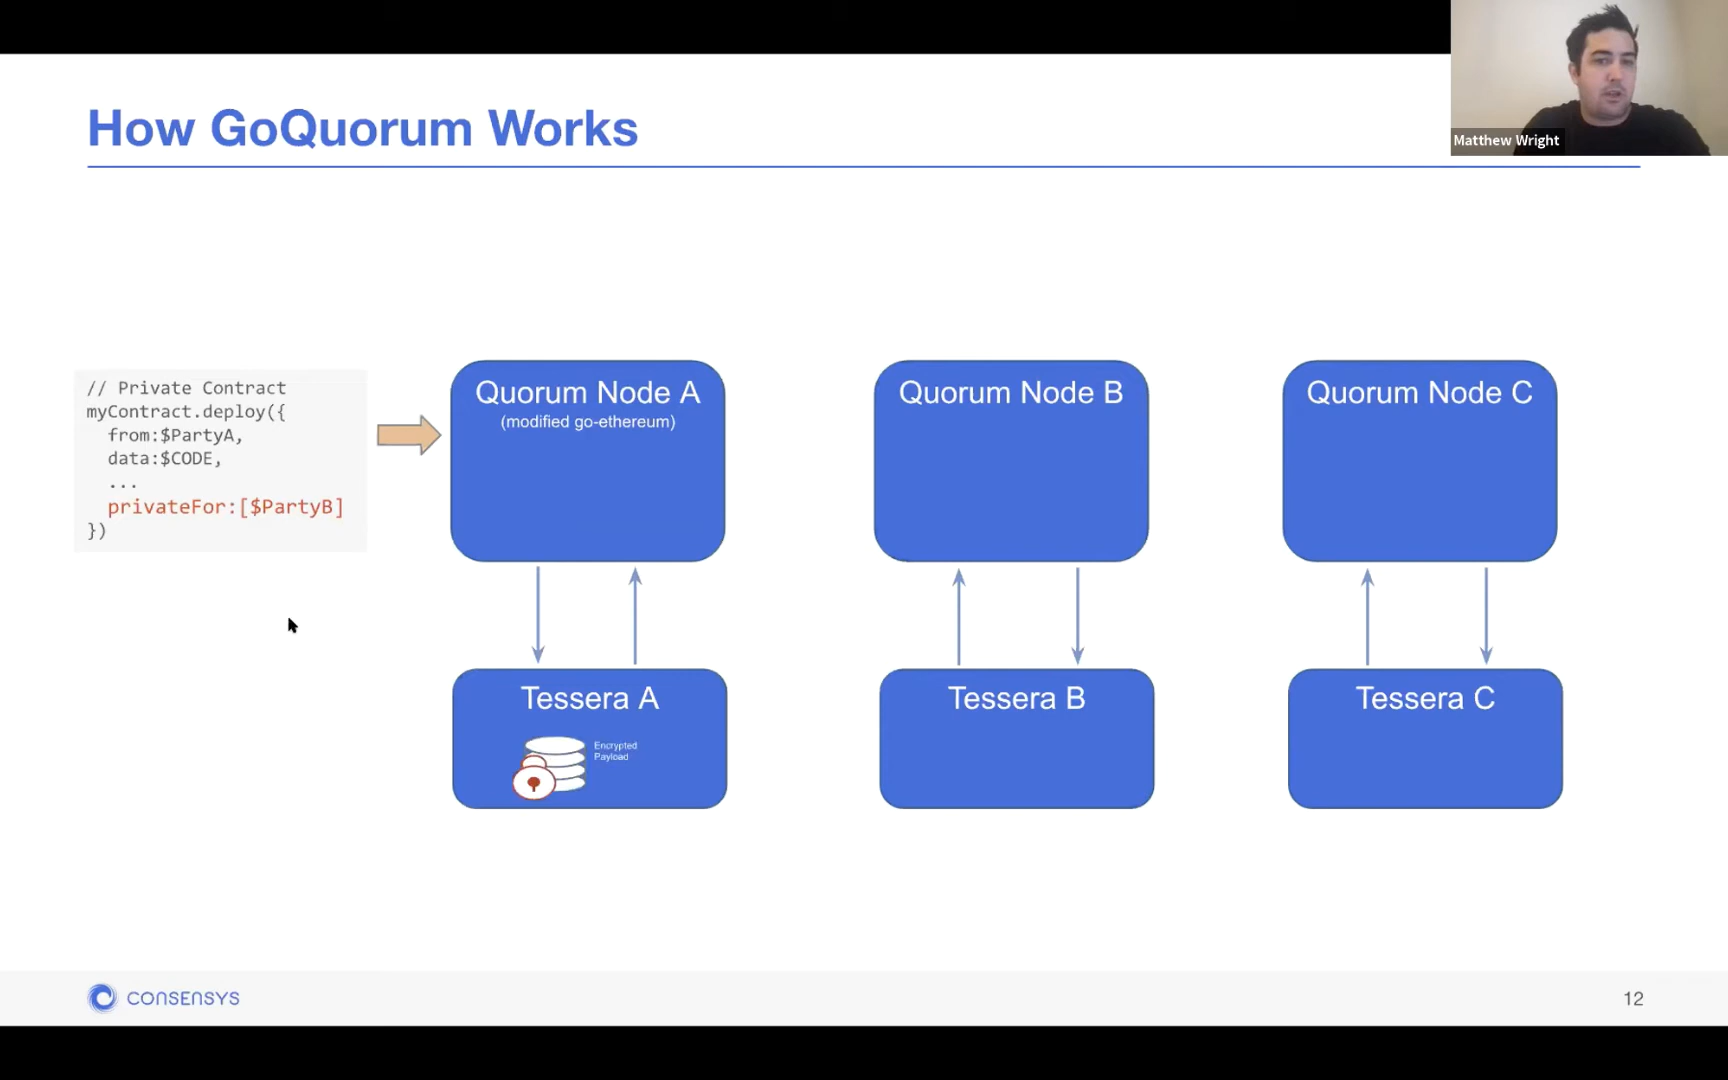 How GoQuorum Works
Matthew Wright
// Private Contract
myContract.deploy({
from:$PartyA,
data:$CODE,
...
privateFor:[$PartyB]
})
Quorum Node A
(modified go-ethereum)
Quorum Node B
Quorum Node C
Tessera A
Encrypted
Payload
Tessera B
Tessera C
CONSENSYS
12